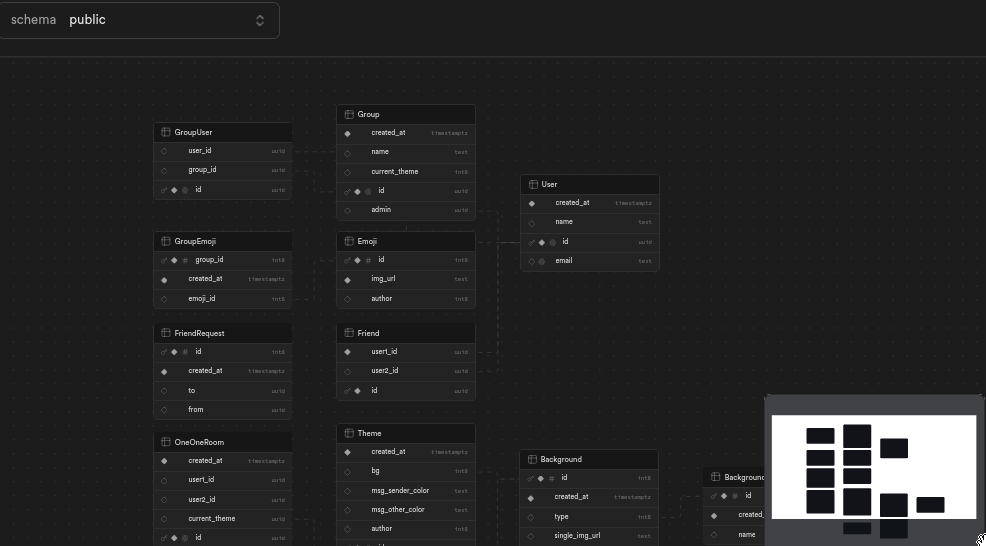 schema public
GroupUser
user_id uuid
group_id uuid
id uuid
Group
created_at timestamptz
name text
current_theme int8
id uuid
admin uuid
User
created_at timestamptz
name text
id uuid
email text
GroupEmoji
group_id int8
created_at timestamptz
emoji_id int8
Emoji
id int8
img_url text
author int8
FriendRequest
id int8
created_at timestamptz
to uuid
from uuid
Friend
user1_id uuid
user2_id uuid
id uuid
OneOneRoom
created_at timestamptz
user1_id uuid
user2_id uuid
current_theme int8
id uuid
Theme
created_at timestamptz
bg int8
msg_sender_color text
msg_other_color text
author int8
Background
id int8
created_at timestamptz
type int8
single_img_url text
Background
id
created_
name